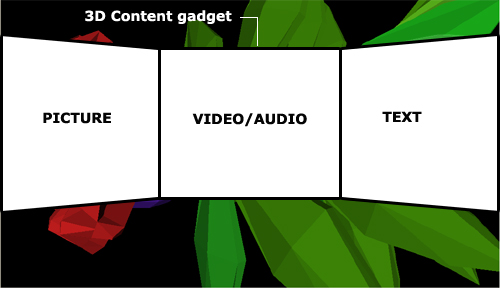 3D Content gadget
PICTURE
VIDEO/AUDIO
TEXT